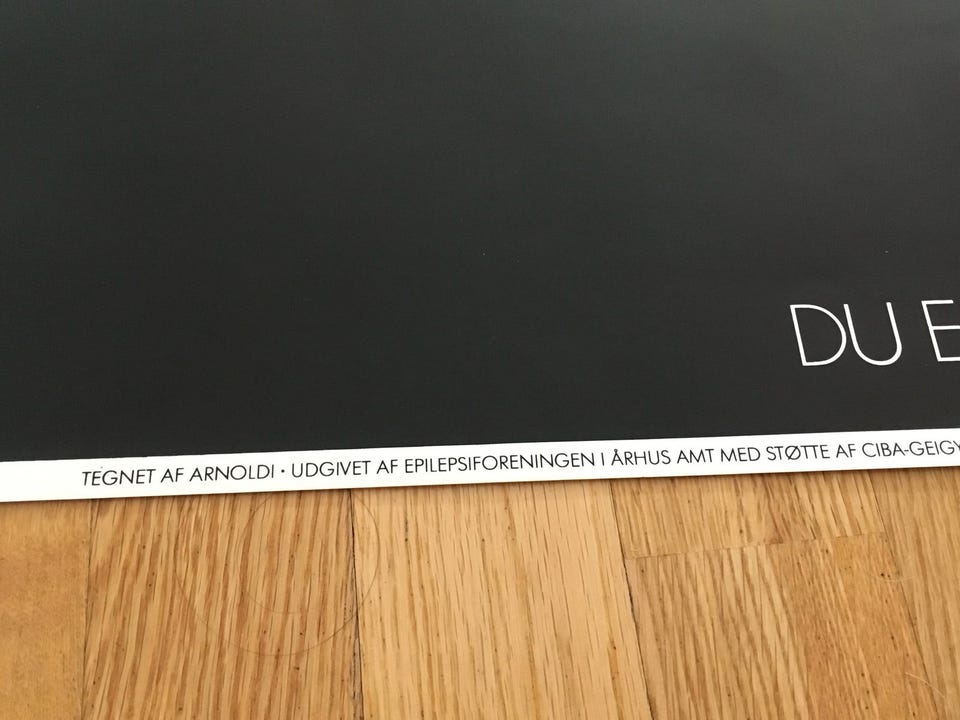 DU E
TEGNET AF ARNOLDI · UDGIVET AF EPILEPSIFORENINGEN I ÅRHUS AMT MED STØTTE AF CIBA-GEIGY